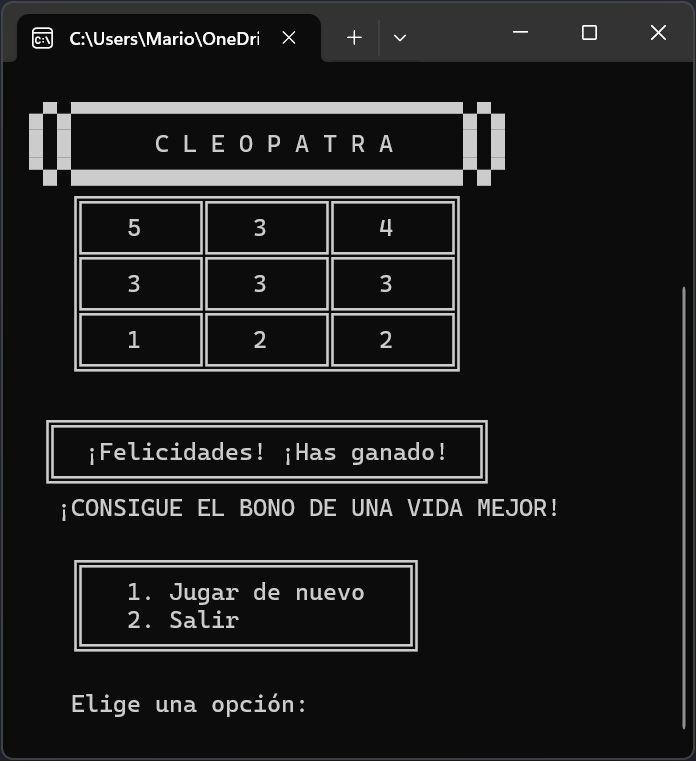 C:\Users\Mario\OneDri
C L E O P A T R A
5 3 4
3 3 3
1 2 2
¡Felicidades! ¡Has ganado!
¡CONSIGUE EL BONO DE UNA VIDA MEJOR!
1. Jugar de nuevo
2. Salir
Elige una opción: